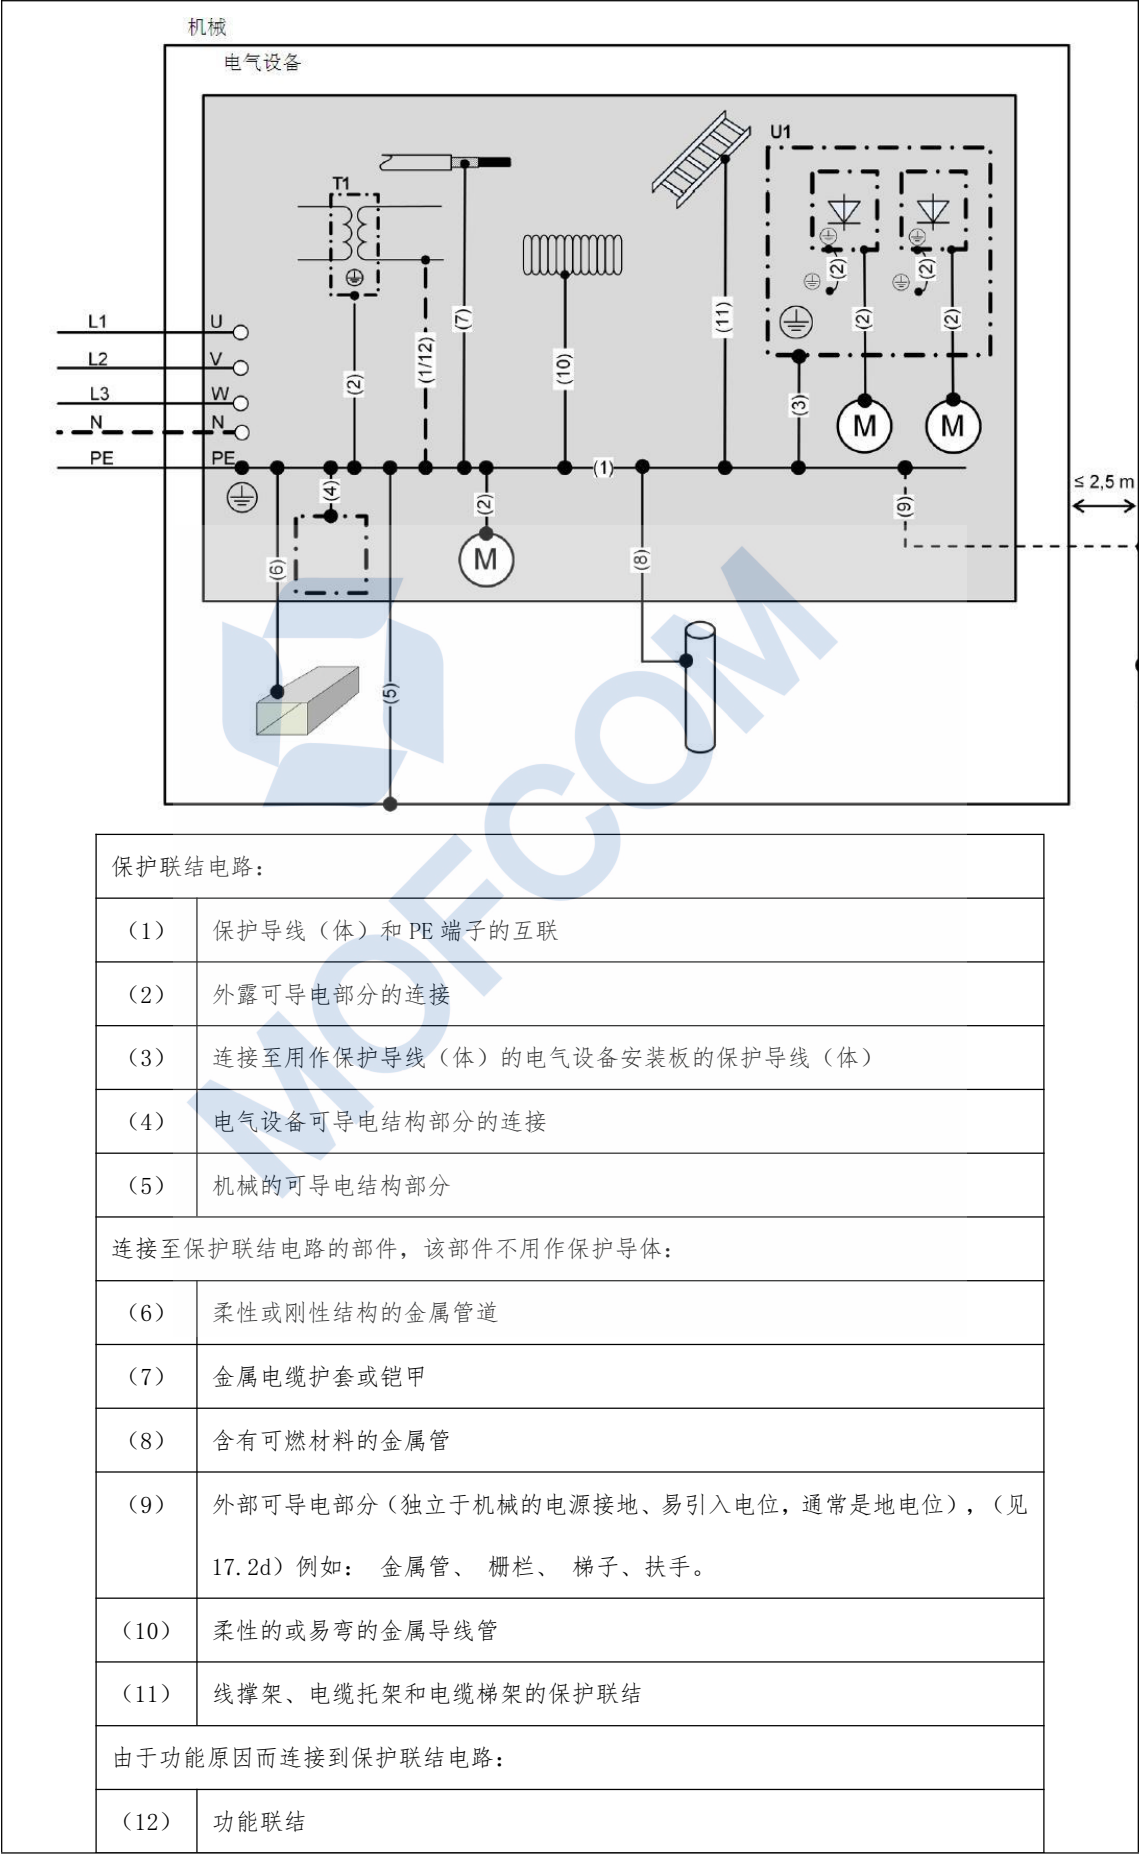 机械
电气设备
U1
T1
(2)
(2)
(7)
(11)
(2)
(2)
L1 U
L2 V
(1/12)
(10)
(2)
(3)
L3 W
M
M
N N
PE PE
(1)
(4)
(2)
(9)
≤ 2,5 m
(6)
M
(8)
(5)
MOFCOM
保护联结电路：
（1） 保护导线（体）和 PE 端子的互联
（2） 外露可导电部分的连接
（3） 连接至用作保护导线（体）的电气设备安装板的保护导线（体）
（4） 电气设备可导电结构部分的连接
（5） 机械的可导电结构部分
连接至保护联结电路的部件，该部件不用作保护导体：
（6） 柔性或刚性结构的金属管道
（7） 金属电缆护套或铠甲
（8） 含有可燃材料的金属管
（9） 外部可导电部分（独立于机械的电源接地、易引入电位，通常是地电位），（见
17.2d）例如： 金属管、 栅栏、 梯子、扶手。
（10） 柔性的或易弯的金属导线管
（11） 线撑架、电缆托架和电缆梯架的保护联结
由于功能原因而连接到保护联结电路：
（12） 功能联结